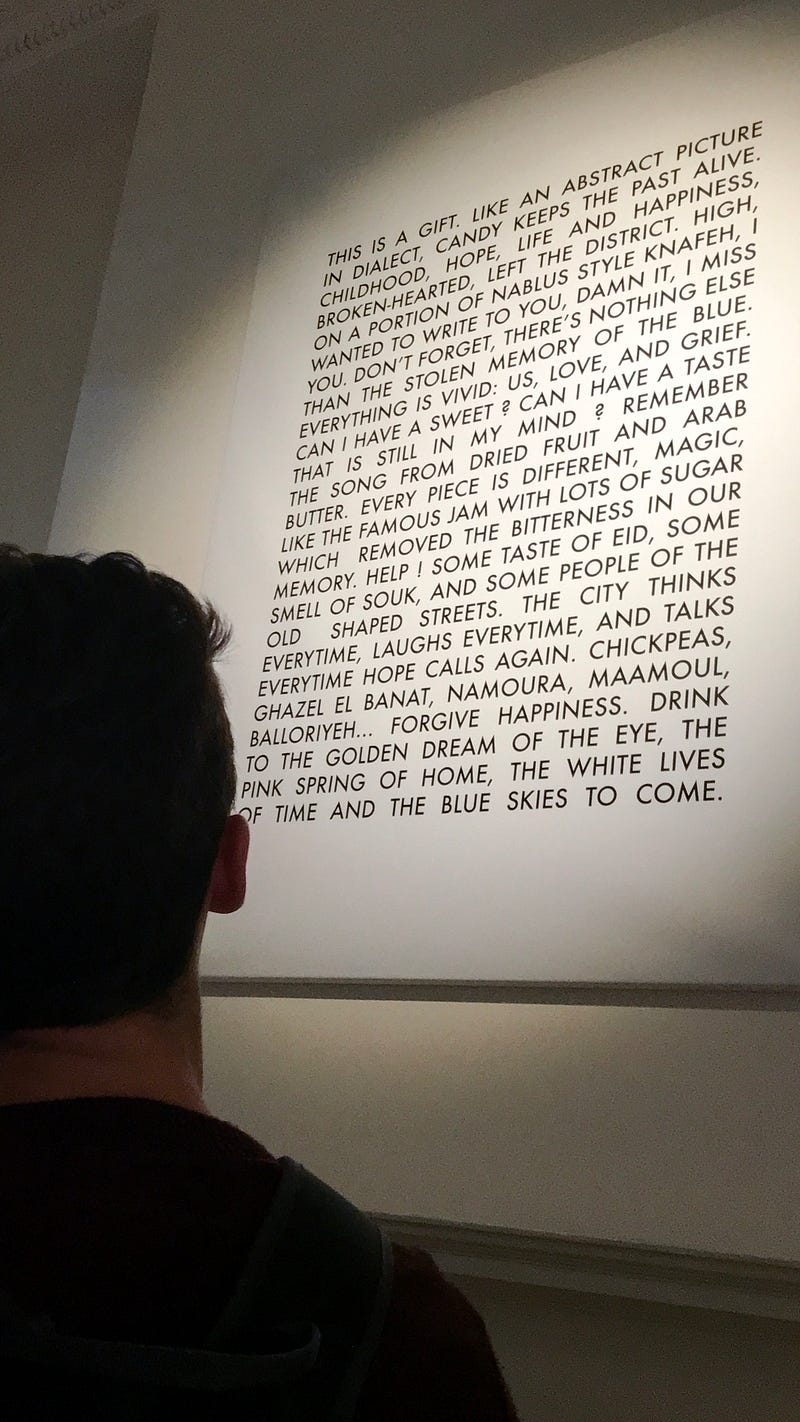 THIS IS A GIFT. LIKE AN ABSTRACT PICTURE
IN DIALECT, CANDY KEEPS THE PAST ALIVE.
CHILDHOOD, HOPE, LIFE AND HAPPINESS,
BROKEN-HEARTED, LEFT THE DISTRICT. HIGH,
ON A PORTION OF NABLUS STYLE KNAFEH, I
WANTED TO WRITE TO YOU, DAMN IT, I MISS
YOU. DON'T FORGET, THERE'S NOTHING ELSE
THAN THE STOLEN MEMORY OF THE BLUE.
EVERYTHING IS VIVID: US, LOVE, AND GRIEF.
CAN I HAVE A SWEET ? CAN I HAVE A TASTE
THAT IS STILL IN MY MIND ? REMEMBER
THE SONG FROM DRIED FRUIT AND ARAB
BUTTER. EVERY PIECE IS DIFFERENT, MAGIC,
LIKE THE FAMOUS JAM WITH LOTS OF SUGAR
WHICH REMOVED THE BITTERNESS IN OUR
MEMORY. HELP ! SOME TASTE OF EID, SOME
SMELL OF SOUK, AND SOME PEOPLE OF THE
OLD SHAPED STREETS. THE CITY THINKS
EVERYTIME, LAUGHS EVERYTIME, AND TALKS
EVERYTIME HOPE CALLS AGAIN. CHICKPEAS,
GHAZEL EL BANAT, NAMOURA, MAAMOUL,
BALLORIYEH... FORGIVE HAPPINESS. DRINK
TO THE GOLDEN DREAM OF THE EYE, THE
PINK SPRING OF HOME, THE WHITE LIVES
OF TIME AND THE BLUE SKIES TO COME.